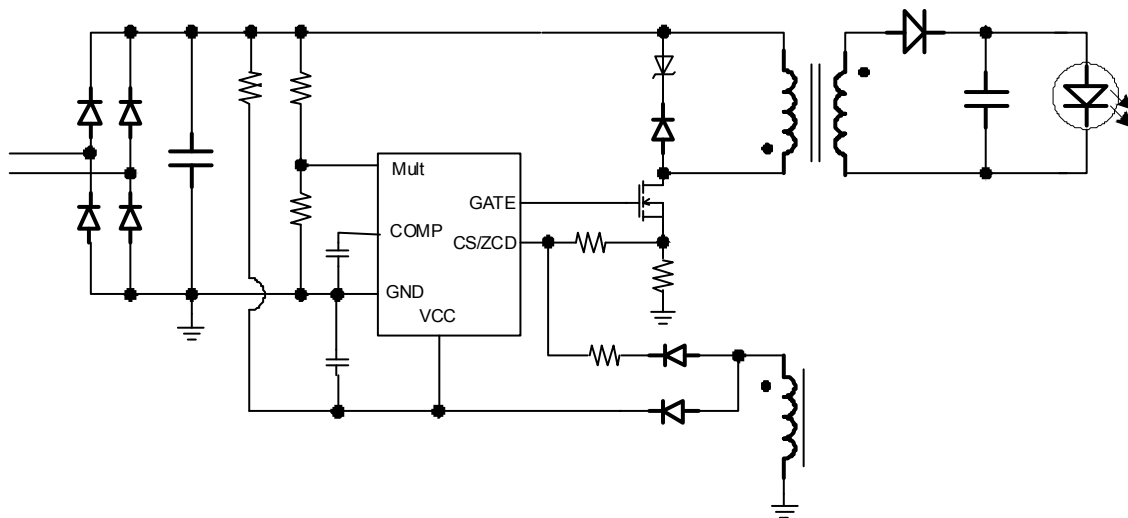 Mult
GATE
COMP
CS/ZCD
GND
VCC